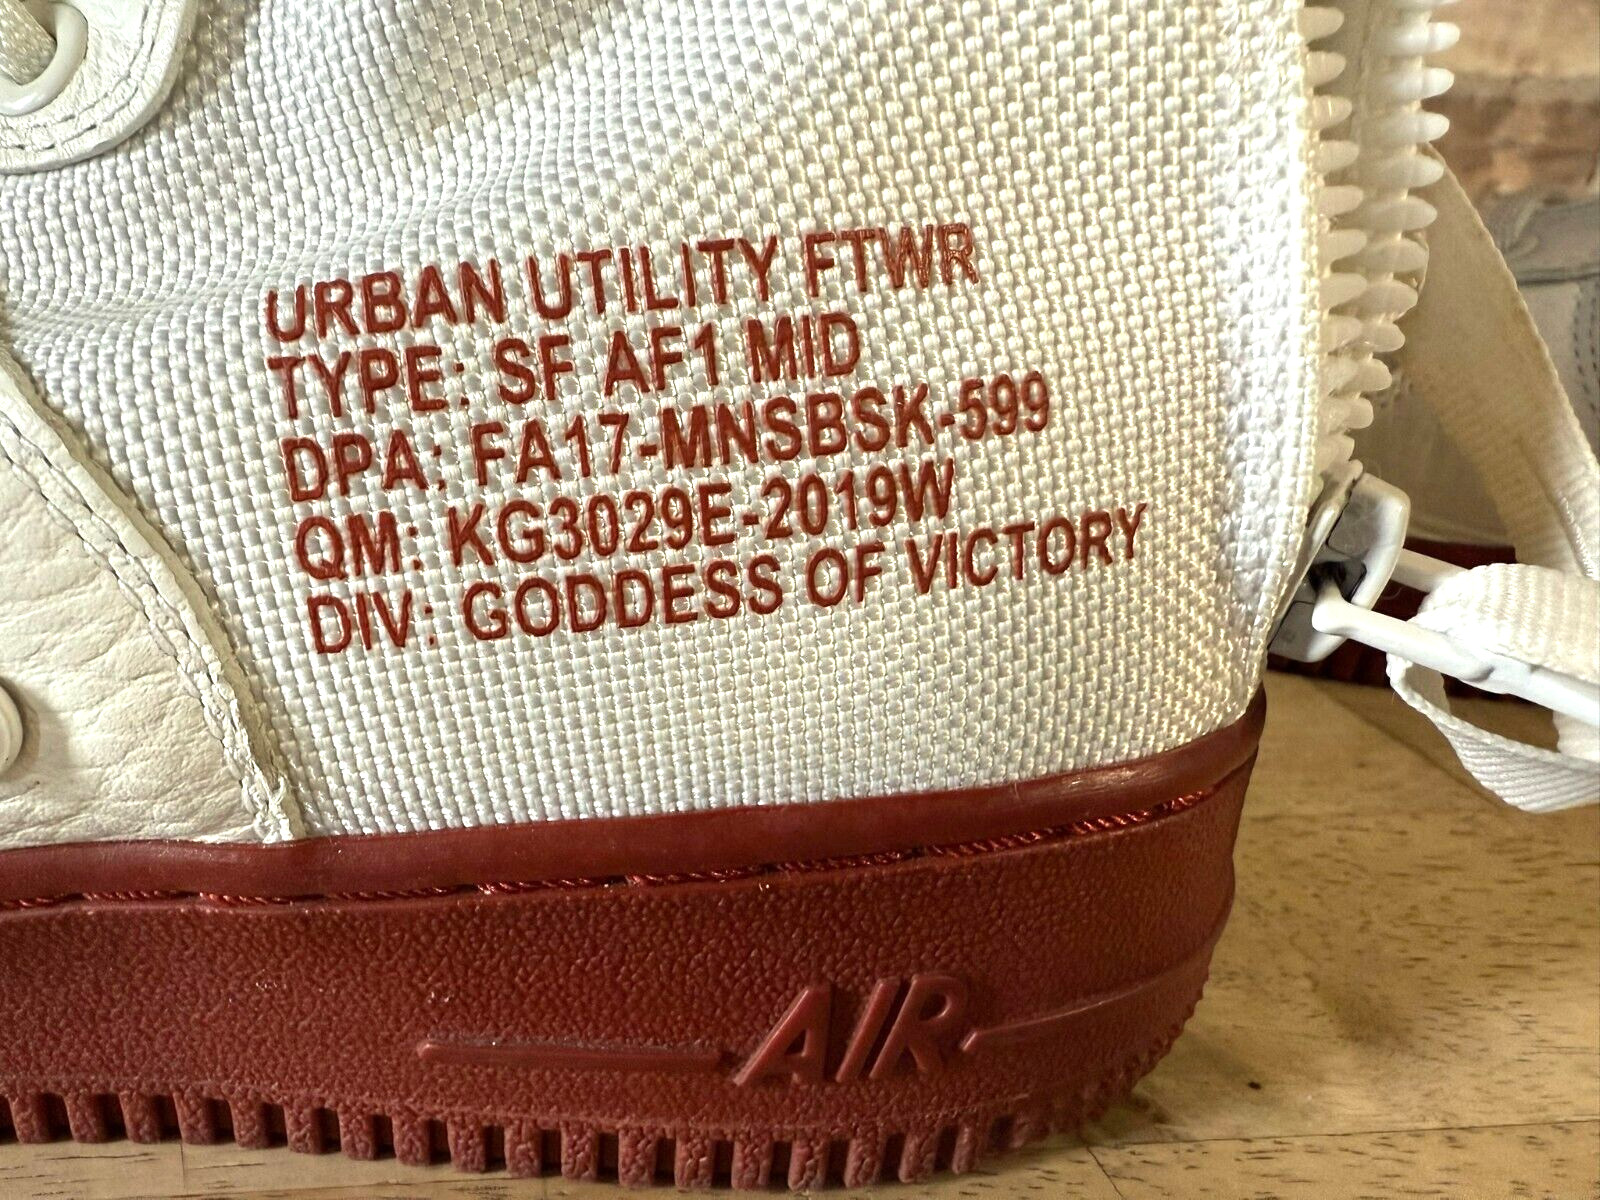 URBAN UTILITY FTWR
TYPE: SF AF1 MID
DPA: FA17-MNSBSK-599
QM: KG3029E-2019W
DIV: GODDESS OF VICTORY
AIR